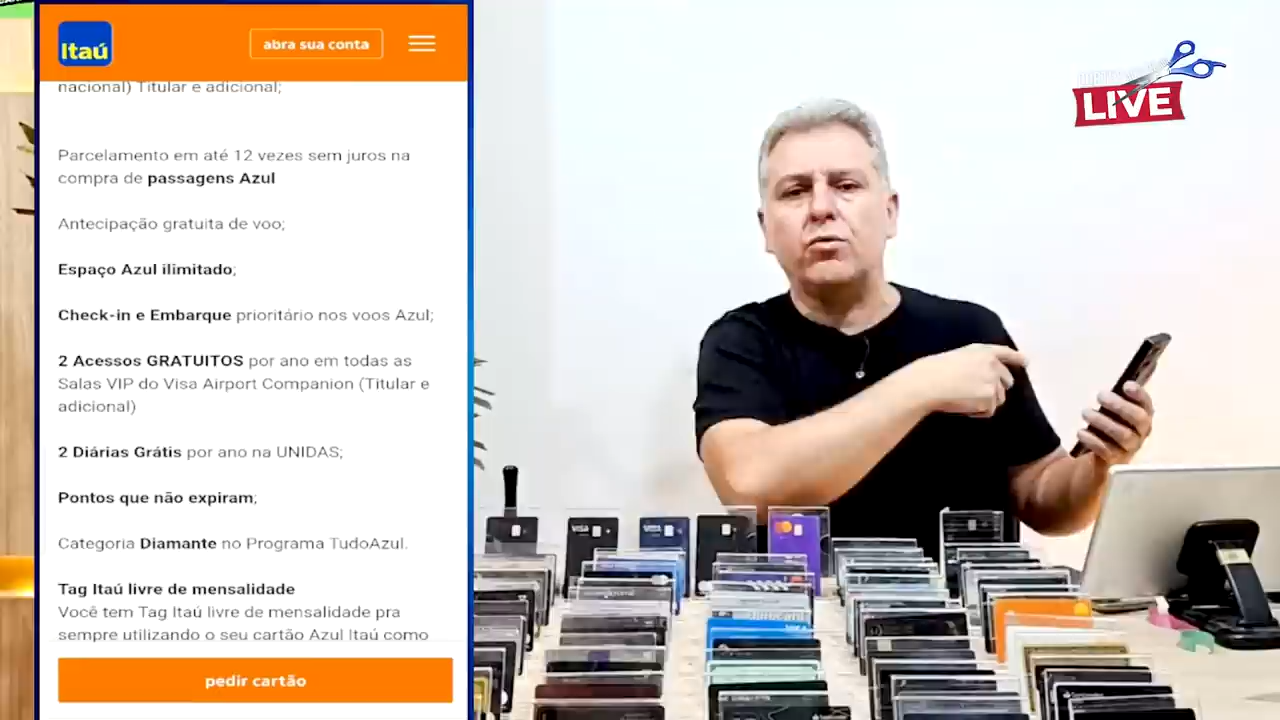 Itaú
abra sua conta
nacional) Titular e adicional;
Parcelamento em até 12 vezes sem juros na
compra de passagens Azul
Antecipação gratuita de voo;
Espaço Azul ilimitado;
Check-in e Embarque prioritário nos voos Azul;
2 Acessos GRATUITOS por ano em todas as
Salas VIP do Visa Airport Companion (Titular e
adicional)
2 Diárias Grátis por ano na UNIDAS;
Pontos que não expiram;
Categoria Diamante no Programa TudoAzul.
Tag Itaú livre de mensalidade
Você tem Tag Itaú livre de mensalidade pra
sempre utilizando o seu cartão Azul Itaú como
pedir cartão
LIVE
VISA